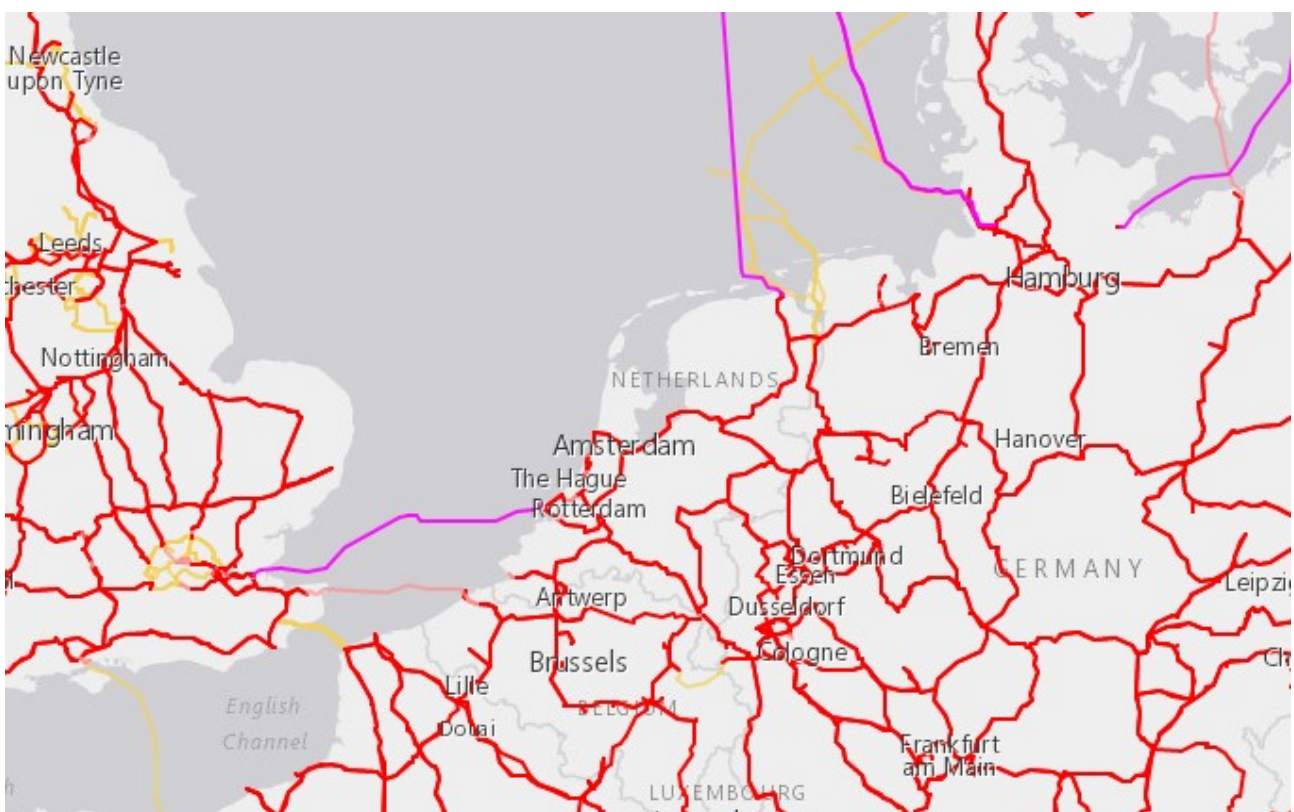 Newcastle
upon Tyne
Leeds
chester
Nottingham
mingham
Hamburg
Bremen
NETHERLANDS
Amsterdam
Hanover
The Hague
Rotterdam
Bielefeld
Dortmund
Essen
GERMANY
Leipzig
Antwerp
Dusseldorf
Brussels
Cologne
Ch
Lille
English
Channel
BELGIUM
Douai
Frankfurt
am Main
LUXEMBOURG